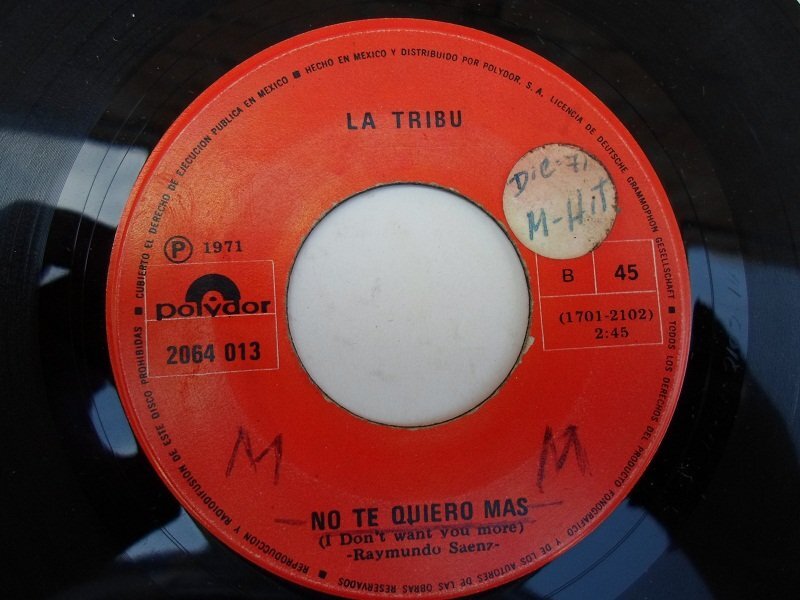 CUBIERTO EL DERECHO DE EJECUCION PUBLICA EN MEXICO ■ HECHO EN MEXICO Y DISTRIBUIDO POR POLYDOR, S. A. LICENCIA DE DEUTSCHE GRAMMOPHON GESELLSCHAFT ■ TODOS LOS DERECHOS DEL PRODUCTO FONOGRAFICO Y DE LOS AUTORES DE LAS OBRAS RESERVADOS ■ REPRODUCCION Y RADIODIFUSION DE ESTE DISCO PROHIBIDAS ■
LA TRIBU
Dic-71
M-HiT.
℗ 1971
polydor
2064 013
B 45
(1701-2102)
2:45
M M
NO TE QUIERO MAS
(I Don't want you more)
-Raymundo Saenz-